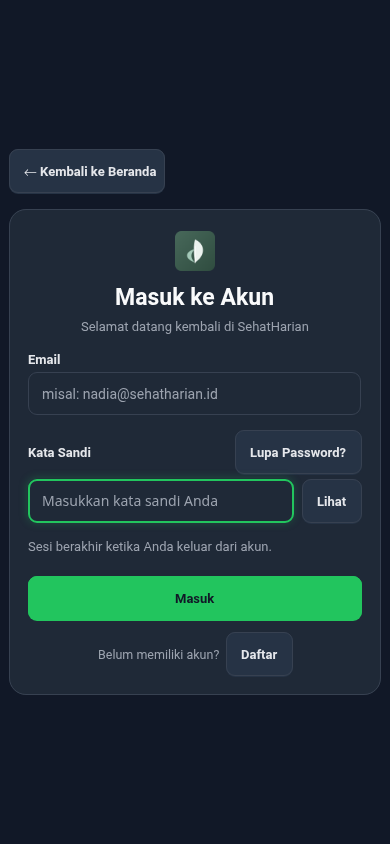 ← Kembali ke Beranda
Masuk ke Akun
Selamat datang kembali di SehatHarian
Email
misal: nadia@sehatharian.id
Kata Sandi
Lupa Password?
Masukkan kata sandi Anda
Lihat
Sesi berakhir ketika Anda keluar dari akun.
Masuk
Belum memiliki akun?
Daftar